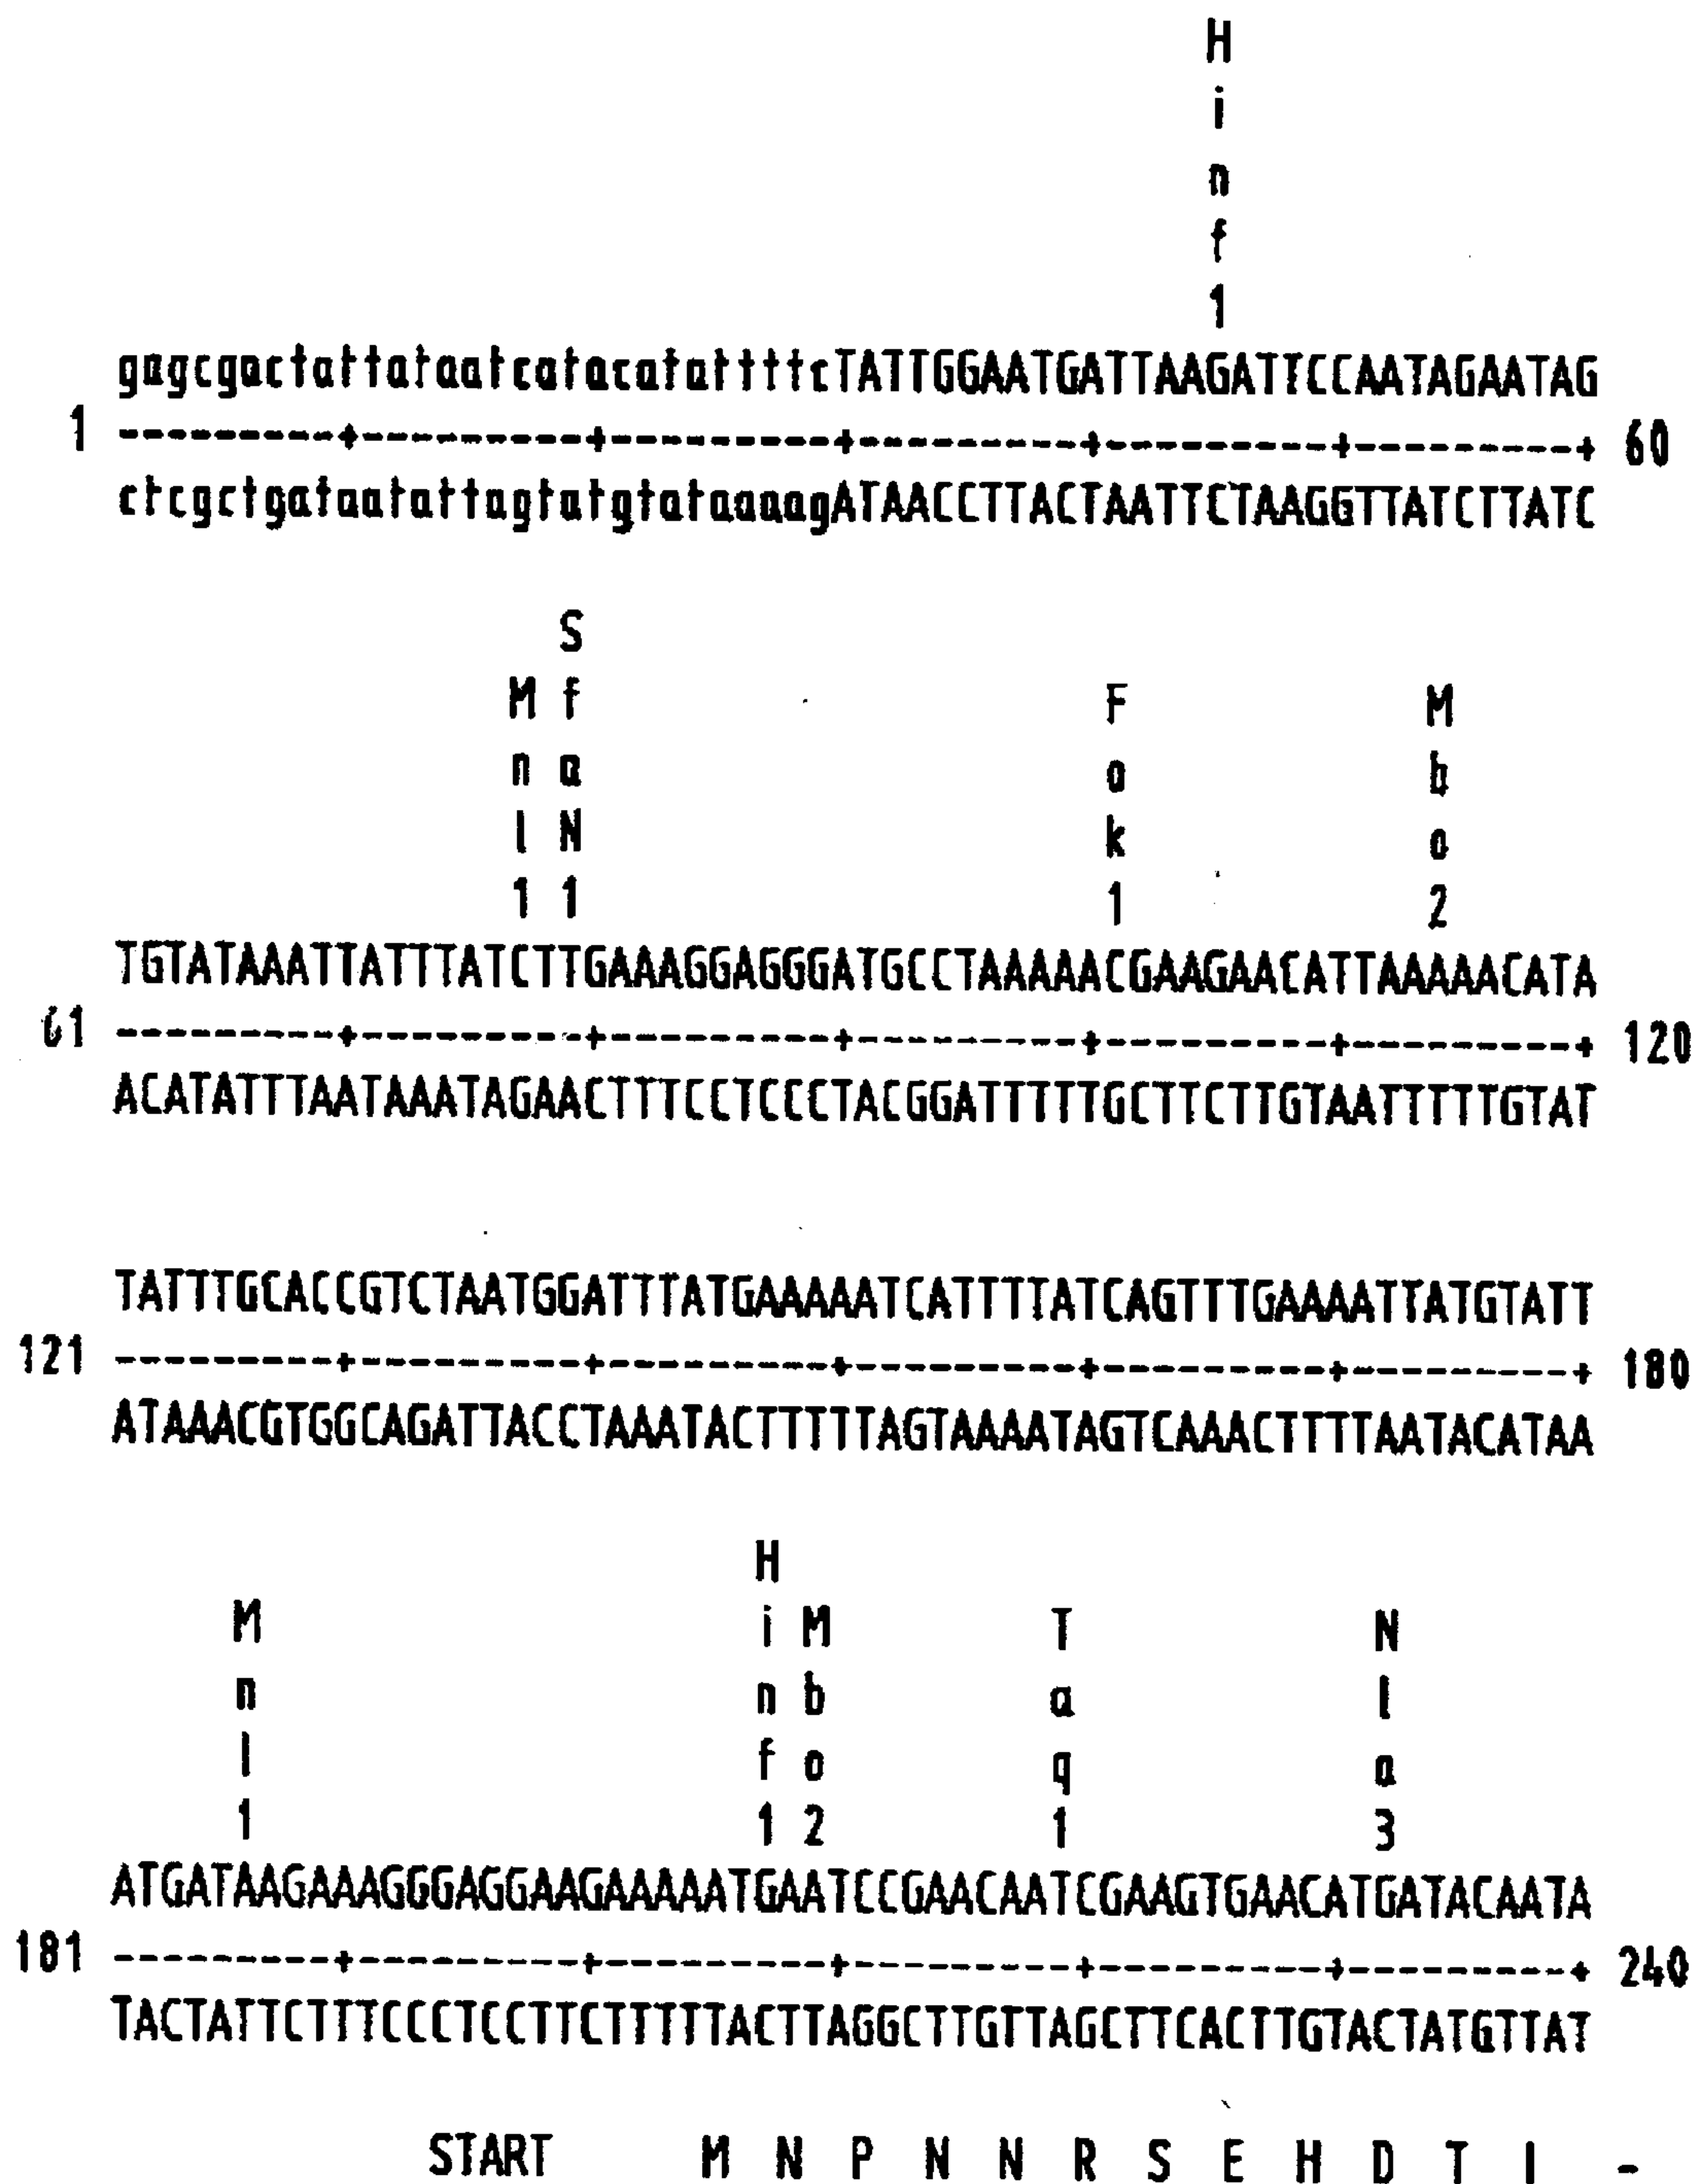 H
i
n
f
1
gagcgactattataatcatacatattttcTATTGGAATGATTAAGATTCCAATAGAATAG
1 ---------+---------+---------+---------+---------+---------+ 60
ctcgctgataatattagtatgtataaaagATAACCTTACTAATTCTAAGGTTATCTTATC
S
M f F M
n a o b
l N k o
1 1 1 2
TGTATAAATTATTTATCTTGAAAGGAGGGATGCCTAAAAACGAAGAACATTAAAAACATA
61 ---------+---------+---------+---------+---------+---------+ 120
ACATATTTAATAAATAGAACTTTCCTCCCTACGGATTTTTGCTTCTTGTAATTTTTGTAT
TATTTGCACCGTCTAATGGATTTATGAAAAATCATTTTATCAGTTTGAAAATTATGTATT
121 ---------+---------+---------+---------+---------+---------+ 180
ATAAACGTGGCAGATTACCTAAATACTTTTTAGTAAAATAGTCAAACTTTTAATACATAA
H
M i M T N
n n b a l
l f o q a
1 1 2 1 3
ATGATAAGAAAGGGAGGAAGAAAAATGAATCCGAACAATCGAAGTGAACATGATACAATA
181 ---------+---------+---------+---------+---------+---------+ 240
TACTATTCTTTCCCTCCTTCTTTTTACTTAGGCTTGTTAGCTTCACTTGTACTATGTTAT
START M N P N N R S E H D T I -